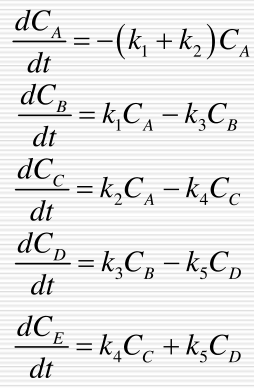 dC_A/dt = -(k_1 + k_2)C_A
dC_B/dt = k_1C_A - k_3C_B
dC_C/dt = k_2C_A - k_4C_C
dC_D/dt = k_3C_B - k_5C_D
dC_E/dt = k_4C_C + k_5C_D